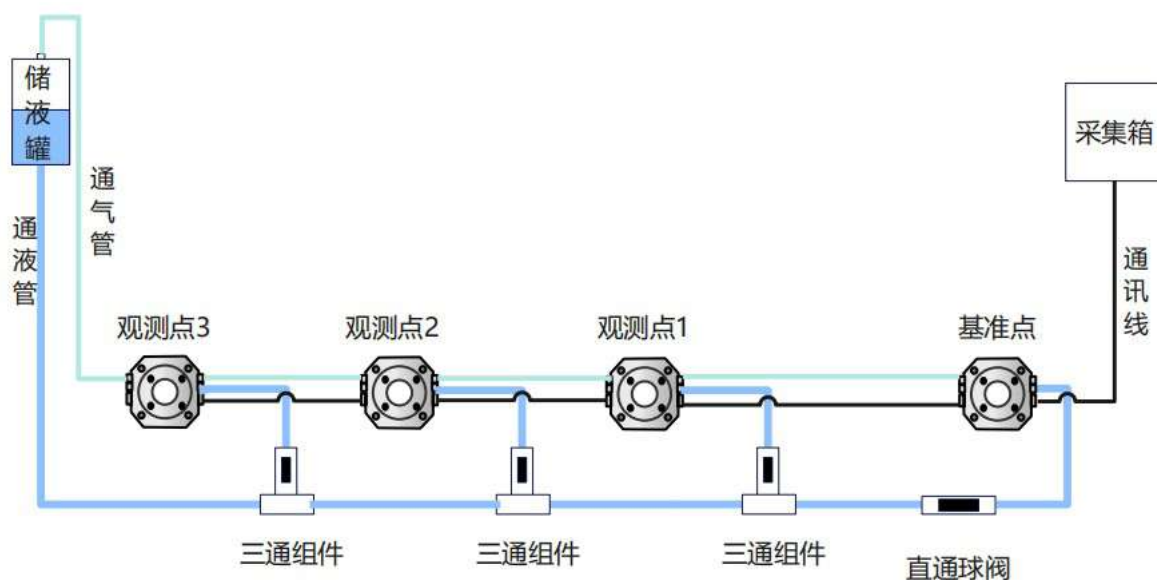 储液罐
采集箱
通气管
通液管
通讯线
观测点3
观测点2
观测点1
基准点
三通组件
三通组件
三通组件
直通球阀